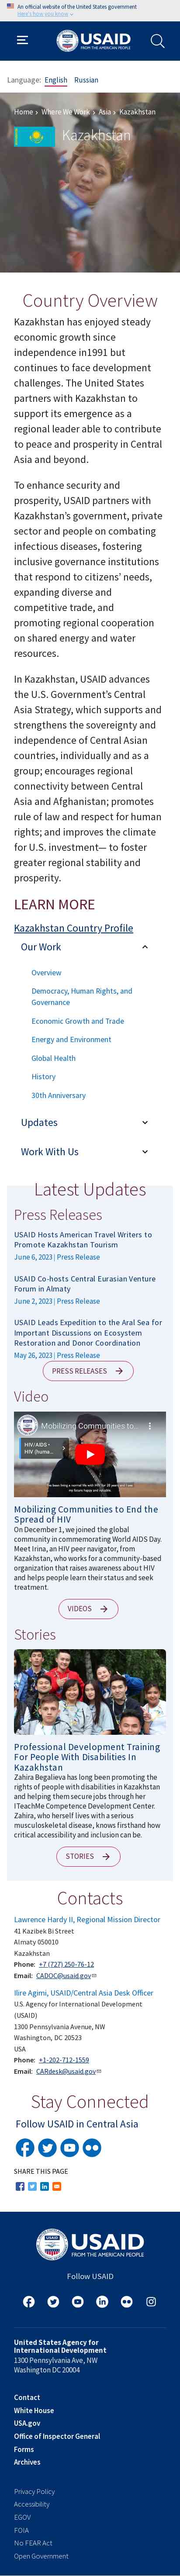 An official website of the United States government
Here's how you know
USAID
FROM THE AMERICAN PEOPLE
Language: English Russian
Home › Where We Work › Asia › Kazakhstan
Kazakhstan
Country Overview
Kazakhstan has enjoyed steady
growth since
independence in1991 but
continues to face development
challenges. The United States
partners with Kazakhstan to
support its emergence as a
regional leader able to contribute
to peace and prosperity in Central
Asia and beyond.
To enhance security and
prosperity, USAID partners with
Kazakhstan's government, private
sector and people on combating
infectious diseases, fostering
inclusive governance institutions
that respond to citizens' needs,
expanding diverse and
competitive trade, and
promoting regional cooperation
on shared energy and water
resources.
In Kazakhstan, USAID advances
the U.S. Government's Central
Asia Strategy, which supports and
strengthens the sovereignty and
independence of Central Asian
countries, individually and as a
group; encourages regional
connectivity between Central
Asia and Afghanistan; promotes
rule of law and respect for human
rights; and improves the climate
for U.S. investment— to foster
greater regional stability and
prosperity.
LEARN MORE
Kazakhstan Country Profile
Our Work
Overview
Democracy, Human Rights, and
Governance
Economic Growth and Trade
Energy and Environment
Global Health
History
30th Anniversary
Updates
Work With Us
Latest Updates
Press Releases
USAID Hosts American Travel Writers to
Promote Kazakhstan Tourism
June 6, 2023 | Press Release
USAID Co-hosts Central Eurasian Venture
Forum in Almaty
June 2, 2023 | Press Release
USAID Leads Expedition to the Aral Sea for
Important Discussions on Ecosystem
Restoration and Donor Coordination
May 26, 2023 | Press Release
PRESS RELEASES
Video
Mobilizing Communities to...
HIV/AIDS -
HIV (huma...
Mobilizing Communities to End the
Spread of HIV
On December 1, we joined the global
community in commemorating World AIDS Day.
Meet Irina, an HIV peer navigator, from
Kazakhstan, who works for a community-based
organization that raises awareness about HIV
and helps people learn their status and seek
treatment.
VIDEOS
Stories
Professional Development Training
For People With Disabilities In
Kazakhstan
Zahira Begalieva has long been promoting the
rights of people with disabilities in Kazakhstan
and helping them secure jobs through her
ITeachMe Competence Development Center.
Zahira, who herself lives with a serious
musculoskeletal disease, knows firsthand how
critical accessibility and inclusion can be.
STORIES
Contacts
Lawrence Hardy II, Regional Mission Director
41 Kazibek Bi Street
Almaty 050010
Kazakhstan
Phone: +7 (727) 250-76-12
Email: CADOC@usaid.gov
Ilire Agimi, USAID/Central Asia Desk Officer
U.S. Agency for International Development
(USAID)
1300 Pennsylvania Avenue, NW
Washington, DC 20523
USA
Phone: +1-202-712-1559
Email: CARdesk@usaid.gov
Stay Connected
Follow USAID in Central Asia
SHARE THIS PAGE
USAID
FROM THE AMERICAN PEOPLE
Follow USAID
United States Agency for
International Development
1300 Pennsylvania Ave, NW
Washington DC 20004
Contact
White House
USA.gov
Office of Inspector General
Forms
Archives
Privacy Policy
Accessibility
EGOV
FOIA
No FEAR Act
Open Government